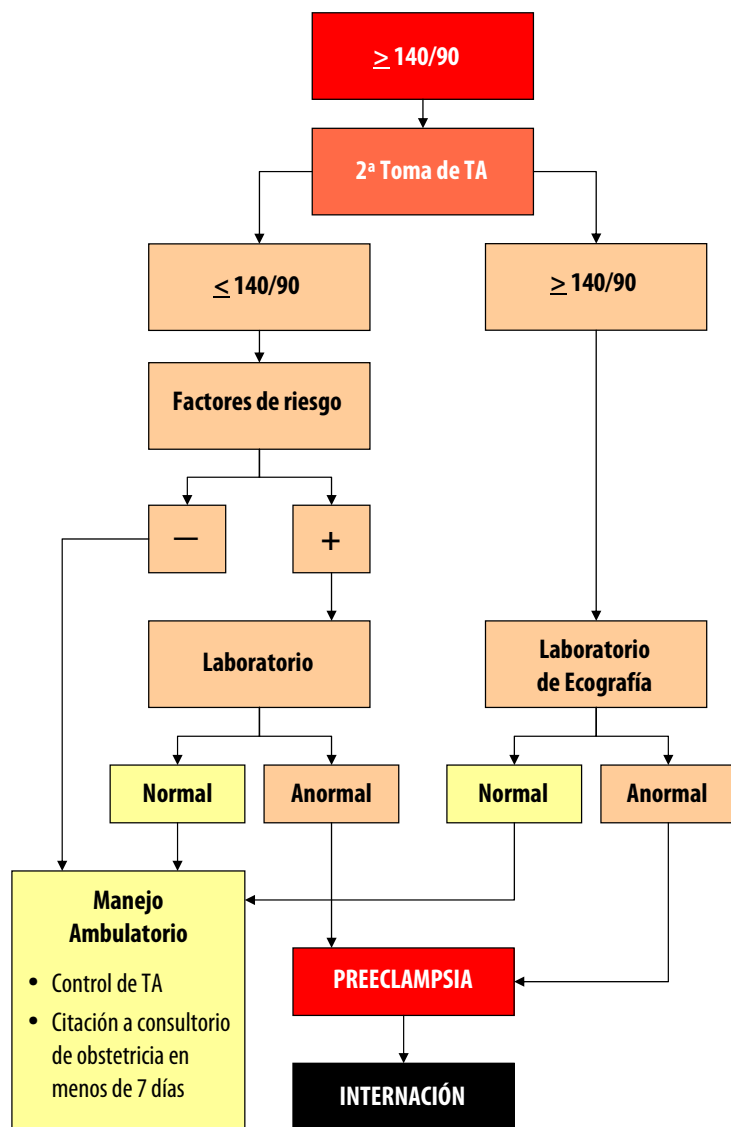 ≥ 140/90
2ª Toma de TA
≤ 140/90
≥ 140/90
Factores de riesgo
—
+
Laboratorio
Laboratorio
de Ecografía
Normal
Anormal
Normal
Anormal
Manejo
Ambulatorio
• Control de TA
• Citación a consultorio
de obstetricia en
menos de 7 días
PREECLAMPSIA
INTERNACIÓN